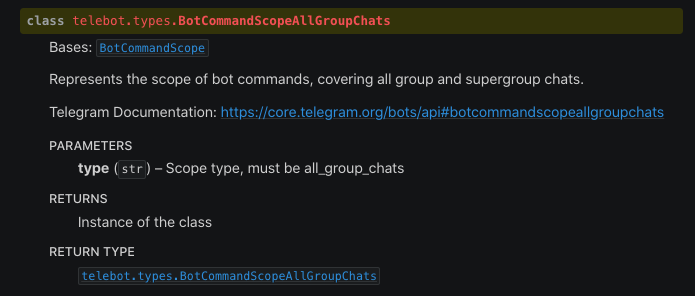 class telebot.types.BotCommandScopeAllGroupChats
Bases: BotCommandScope
Represents the scope of bot commands, covering all group and supergroup chats.
Telegram Documentation: https://core.telegram.org/bots/api#botcommandscopeallgroupchats
PARAMETERS
type (str) – Scope type, must be all_group_chats
RETURNS
Instance of the class
RETURN TYPE
telebot.types.BotCommandScopeAllGroupChats